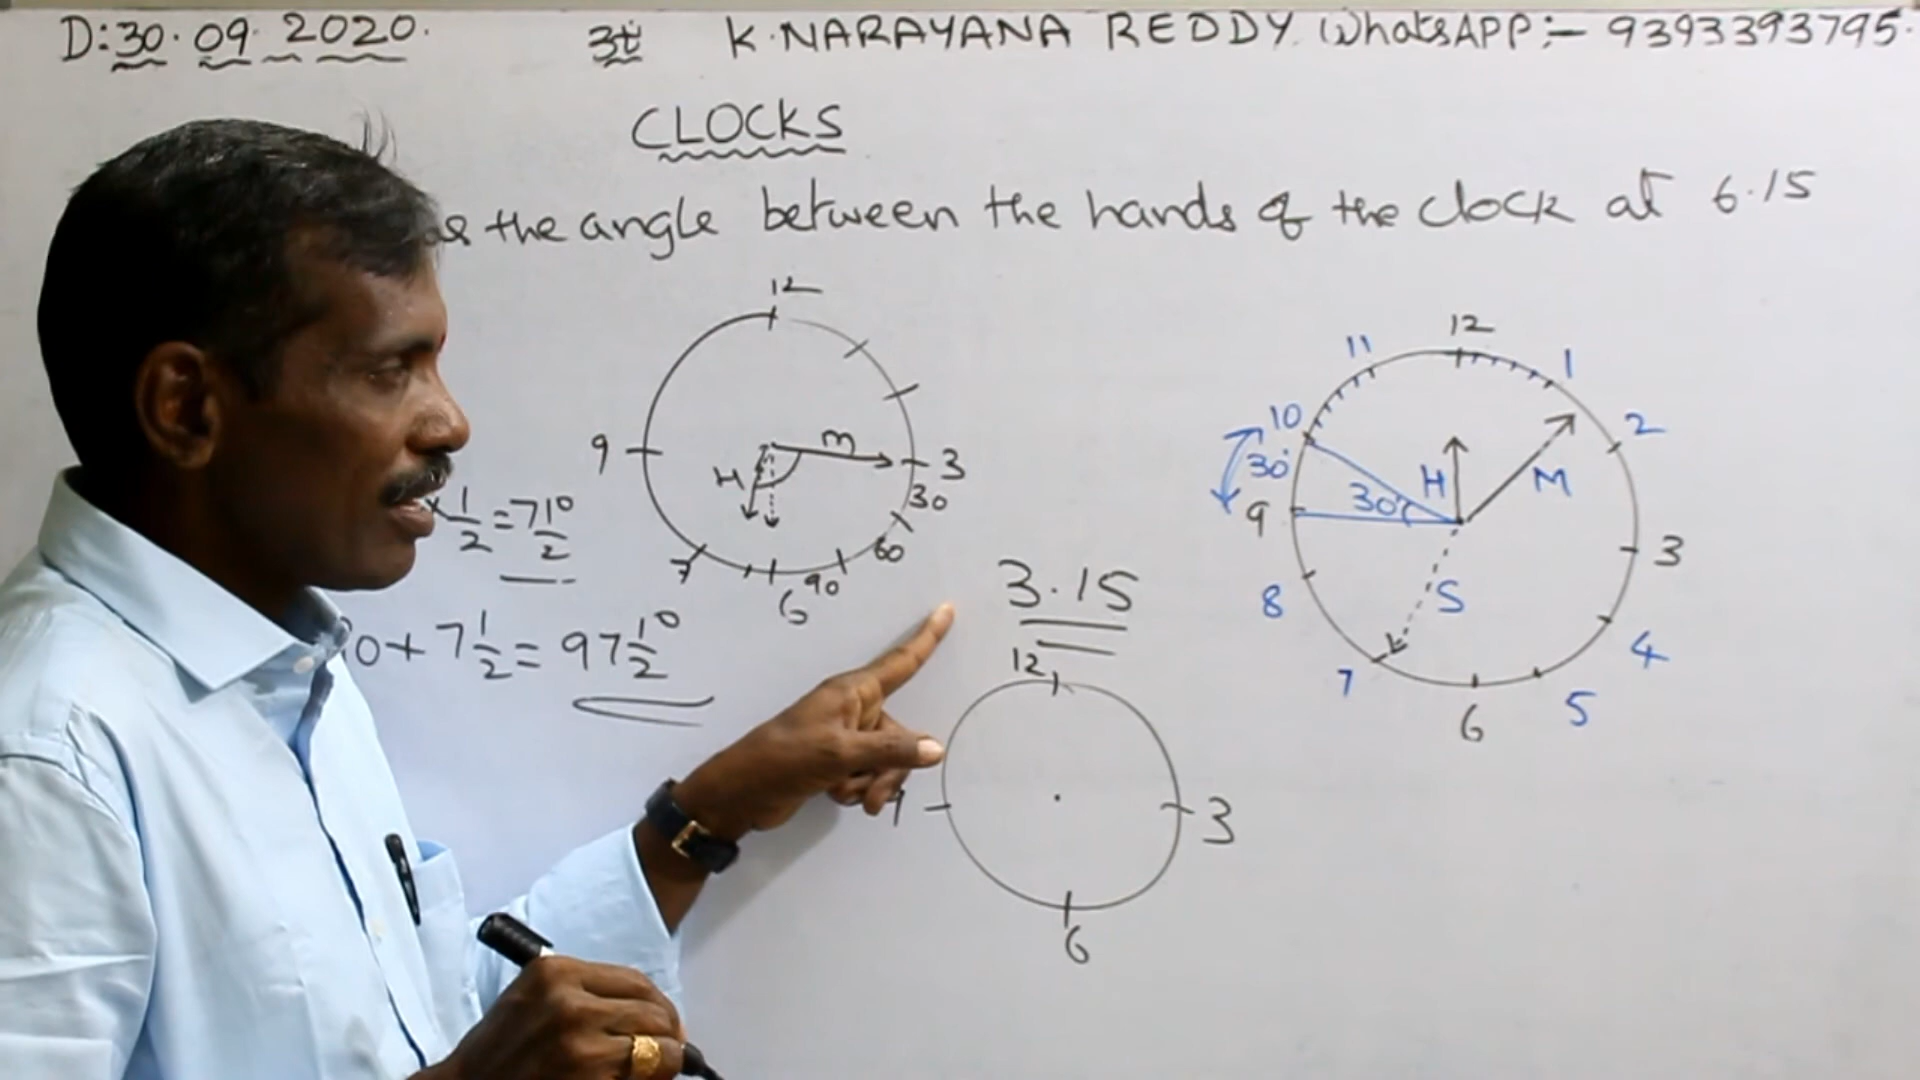 D: 30.09.2020. 3t K.NARAYANA REDDY. WhatsAPP:- 9393393795.
CLOCKS
the angle between the hands of the clock at 6.15
12
9 3
M m
30
60
90
7 6
× 1/2 = 7 1/2°
0 + 7 1/2 = 97 1/2°
3.15
12
3
6
12
11 1
10 2
30°
H M
9 30° 3
8 S 4
7 5
6